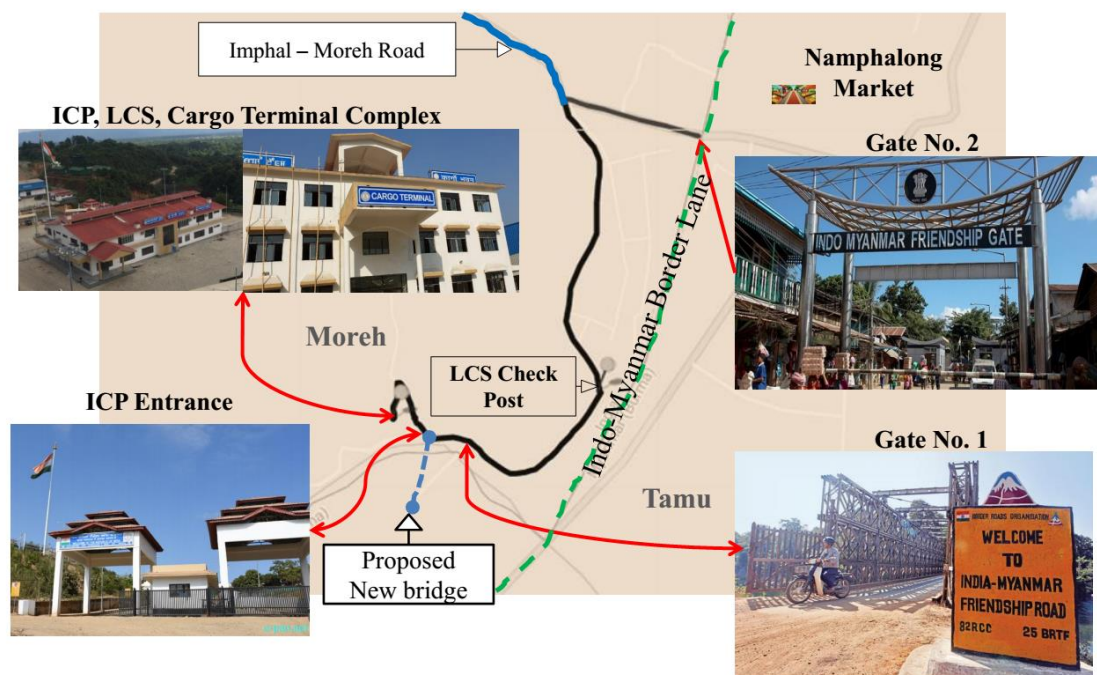 Imphal – Moreh Road
Namphalong
Market
ICP, LCS, Cargo Terminal Complex
CARGO TERMINAL
Gate No. 2
INDO MYANMAR FRIENDSHIP GATE
Indo-Myanmar Border Lane
Moreh
LCS Check
Post
ICP Entrance
Tamu
Gate No. 1
Proposed
New bridge
BORDER ROADS ORGANISATION
WELCOME
TO
INDIA-MYANMAR
FRIENDSHIP ROAD
82RCC 25 BRTF